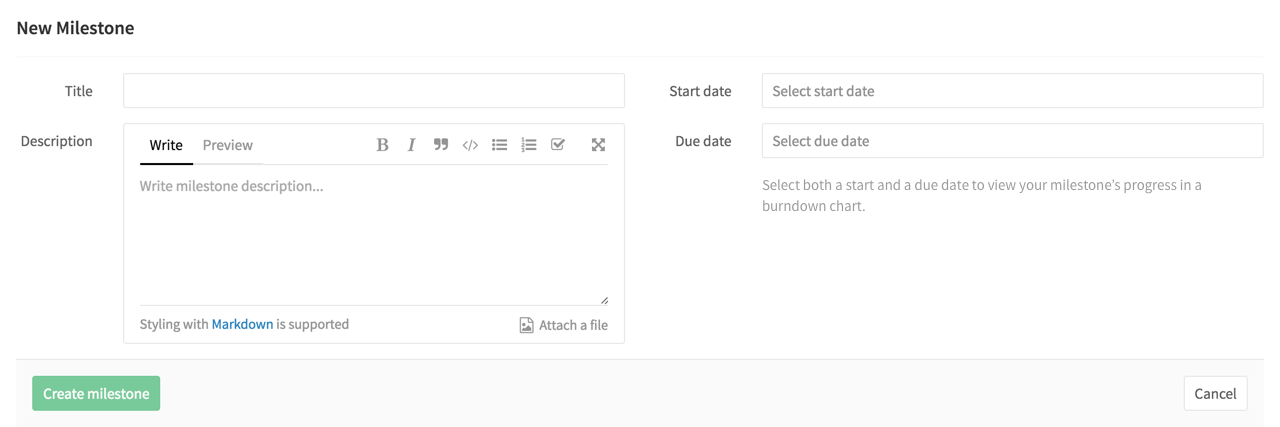 New Milestone
Title
Start date
Select start date
Description
Write Preview
B I
Due date
Select due date
Write milestone description...
Select both a start and a due date to view your milestone's progress in a
burndown chart.
Styling with Markdown is supported
Attach a file
Create milestone
Cancel